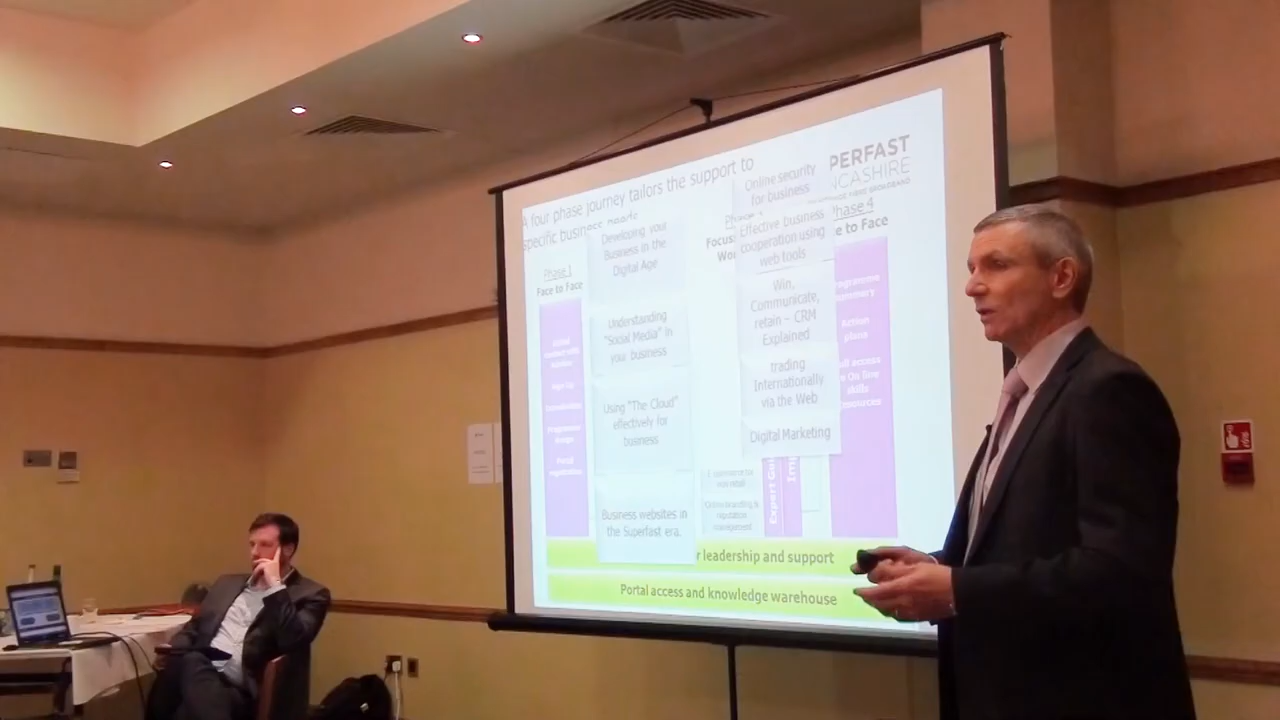 A four phase journey tailors the support to
specific business needs
PERFAST
NCASHIRE
Phase 1
Face to Face
Developing your
Business in the
Digital Age
Understanding
"Social Media" in
your business
Using "The Cloud"
effectively for
business
Business websites in
the Superfast era.
Online security
for business
Effective business
cooperation using
web tools
Win,
Communicate,
retain – CRM
Explained
trading
Internationally
via the Web
Digital Marketing
Expert
Phase 4
e to Face
Action
plans
skills
r leadership and support
Portal access and knowledge warehouse